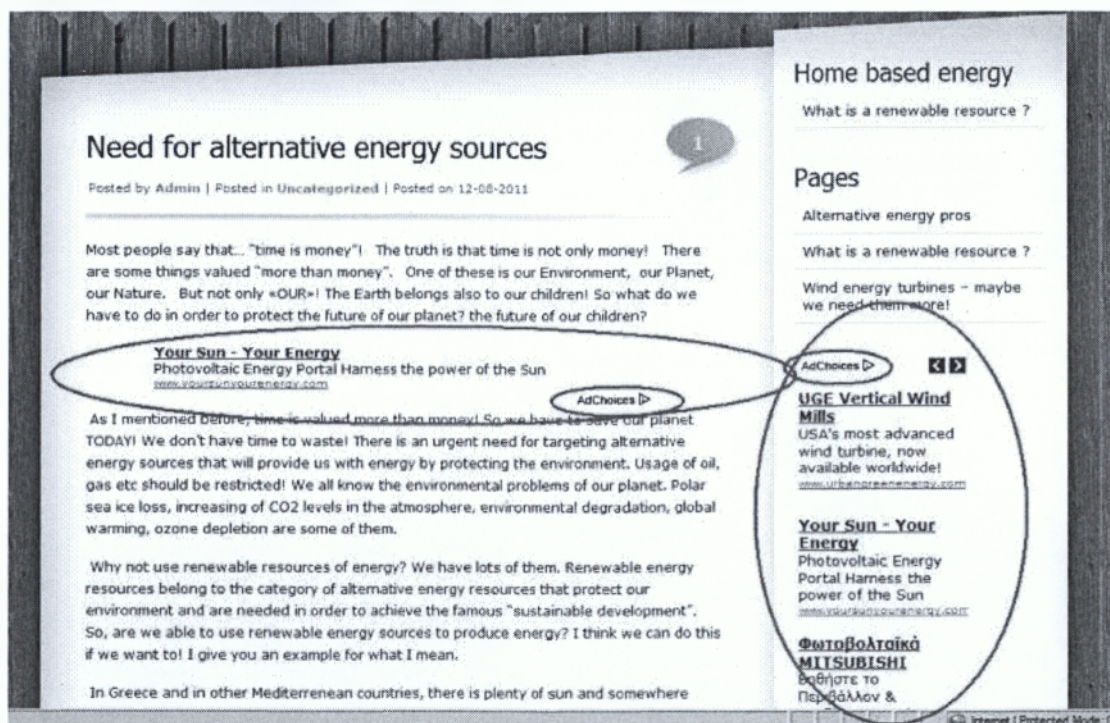 Need for alternative energy sources
1
Posted by Admin | Posted in Uncategorized | Posted on 12-08-2011
Most people say that... "time is money"! The truth is that time is not only money! There
are some things valued "more than money". One of these is our Environment, our Planet,
our Nature. But not only «OUR»! The Earth belongs also to our children! So what do we
have to do in order to protect the future of our planet? the future of our children?
Your Sun - Your Energy
Photovoltaic Energy Portal Harness the power of the Sun
www.yoursunyourenergy.com
AdChoices
As I mentioned before, time is valued more than money! So we have to save our planet
TODAY! We don't have time to waste! There is an urgent need for targeting alternative
energy sources that will provide us with energy by protecting the environment. Usage of oil,
gas etc should be restricted! We all know the environmental problems of our planet. Polar
sea ice loss, increasing of CO2 levels in the atmosphere, environmental degradation, global
warming, ozone depletion are some of them.
Why not use renewable resources of energy? We have lots of them. Renewable energy
resources belong to the category of alternative energy resources that protect our
environment and are needed in order to achieve the famous "sustainable development".
So, are we able to use renewable energy sources to produce energy? I think we can do this
if we want to! I give you an example for what I mean.
In Greece and in other Mediterranean countries, there is plenty of sun and somewhere
Home based energy
What is a renewable resource ?
Pages
Alternative energy pros
What is a renewable resource ?
Wind energy turbines – maybe
we need them more!
AdChoices
UGE Vertical Wind
Mills
USA's most advanced
wind turbine, now
available worldwide!
www.urbangreenenergy.com
Your Sun - Your
Energy
Photovoltaic Energy
Portal Harness the
power of the Sun
www.yoursunyourenergy.com
Φωτοβολταϊκά
MITSUBISHI
Βοθήστε το
Περιβάλλον &
Internet | Protected Mode